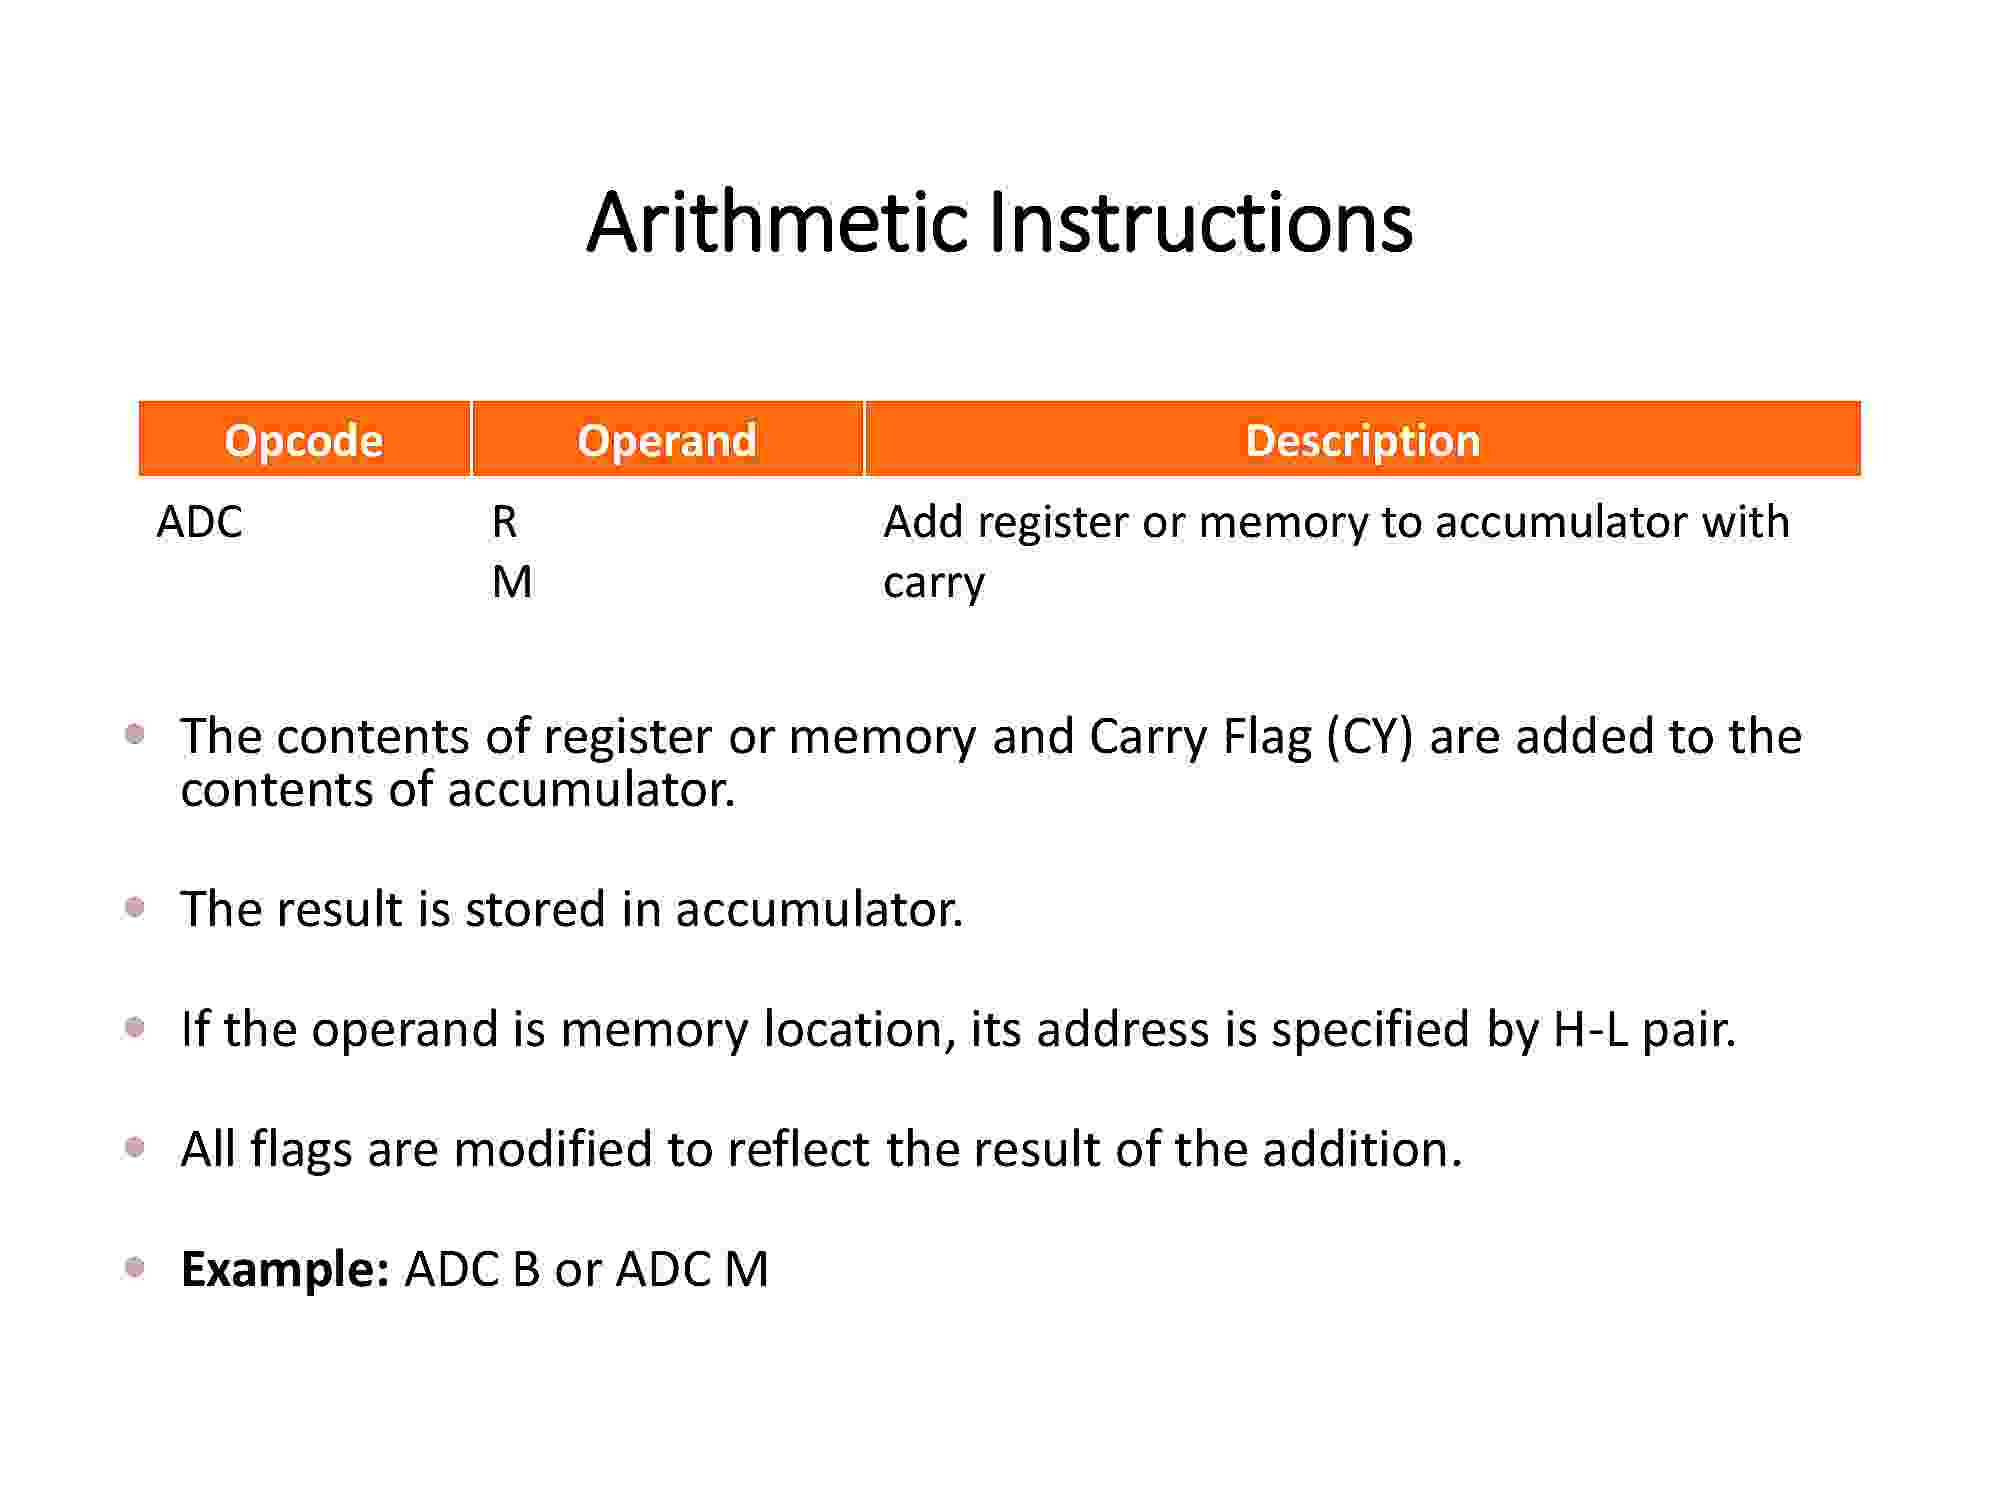 Arithmetic Instructions
Opcode Operand Description
ADC R Add register or memory to accumulator with
M carry
• The contents of register or memory and Carry Flag (CY) are added to the
contents of accumulator.
• The result is stored in accumulator.
• If the operand is memory location, its address is specified by H-L pair.
• All flags are modified to reflect the result of the addition.
• Example: ADC B or ADC M